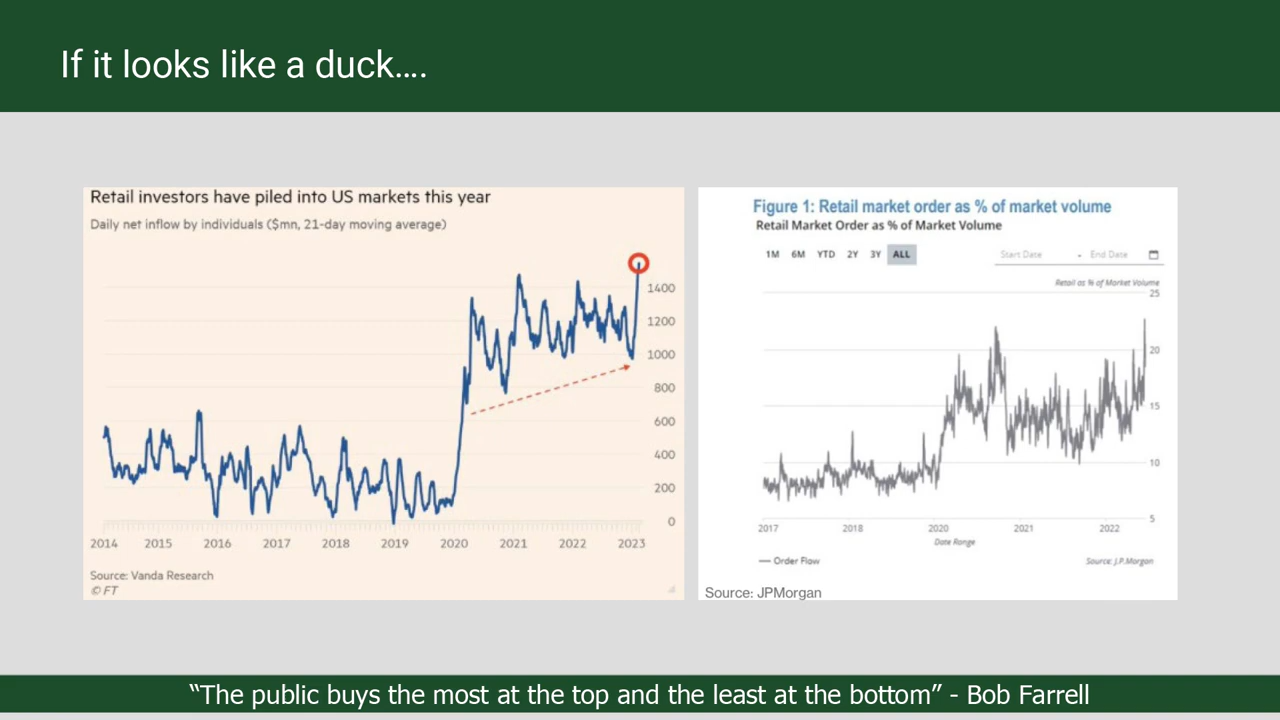 If it looks like a duck….
Retail investors have piled into US markets this year
Daily net inflow by individuals ($mn, 21-day moving average)
1400
1200
1000
800
600
400
200
0
2014 2015 2016 2017 2018 2019 2020 2021 2022 2023
Source: Vanda Research
© FT
Figure 1: Retail market order as % of market volume
Retail Market Order as % of Market Volume
1M 6M YTD 2Y 3Y ALL Start Date - End Date
Retail as % of Market Volume
25
20
15
10
5
2017 2018 2020 2021 2022
Date Range
Order Flow Source: J.P.Morgan
Source: JPMorgan
“The public buys the most at the top and the least at the bottom” - Bob Farrell